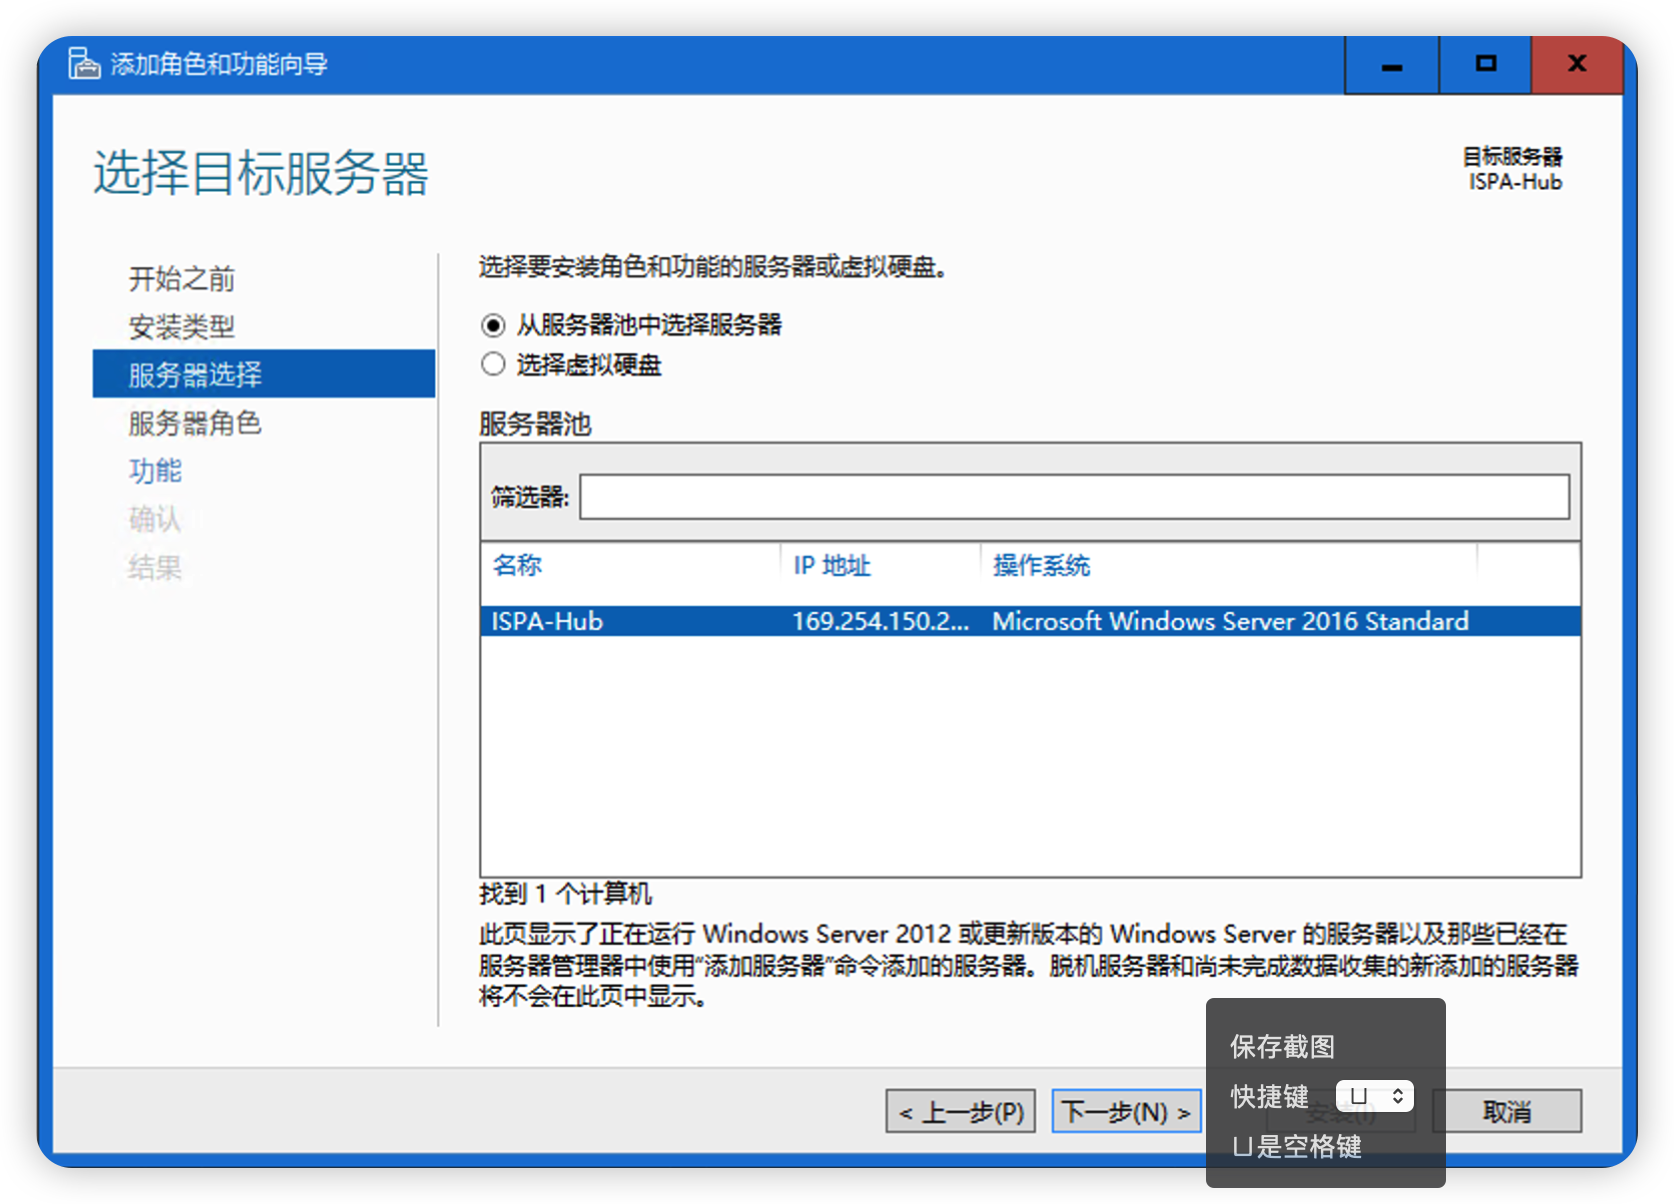 添加角色和功能向导
选择目标服务器
目标服务器
ISPA-Hub
开始之前
安装类型
服务器选择
服务器角色
功能
确认
结果
选择要安装角色和功能的服务器或虚拟硬盘。
从服务器池中选择服务器
选择虚拟硬盘
服务器池
筛选器:
名称 IP 地址 操作系统
ISPA-Hub 169.254.150.2... Microsoft Windows Server 2016 Standard
找到 1 个计算机
此页显示了正在运行 Windows Server 2012 或更新版本的 Windows Server 的服务器以及那些已经在
服务器管理器中使用“添加服务器”命令添加的服务器。脱机服务器和尚未完成数据收集的新添加的服务器
将不会在此页中显示。
< 上一步(P) 下一步(N) > 安装(I) 取消
保存截图
快捷键 ⌴
⌴是空格键